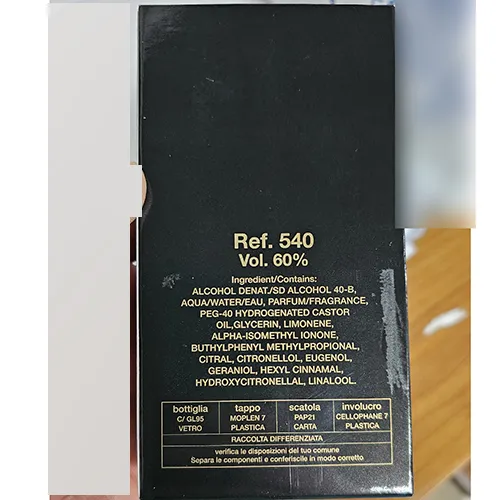 Ref. 540
Vol. 60%
Ingredient/Contains:
ALCOHOL DENAT./SD ALCOHOL 40-B,
AQUA/WATER/EAU, PARFUM/FRAGRANCE,
PEG-40 HYDROGENATED CASTOR
OIL,GLYCERIN, LIMONENE,
ALPHA-ISOMETHYL IONONE,
BUTHYLPHENYL METHYLPROPIONAL,
CITRAL, CITRONELLOL, EUGENOL,
GERANIOL, HEXYL CINNAMAL,
HYDROXYCITRONELLAL, LINALOOL.
bottiglia tappo scatola involucro
C/ GL95 MOPLEN 7 PAP21 CELLOPHANE 7
VETRO PLASTICA CARTA PLASTICA
RACCOLTA DIFFERENZIATA
verifica le disposizioni del tuo comune
Separa le componenti e conferiscile in modo corretto